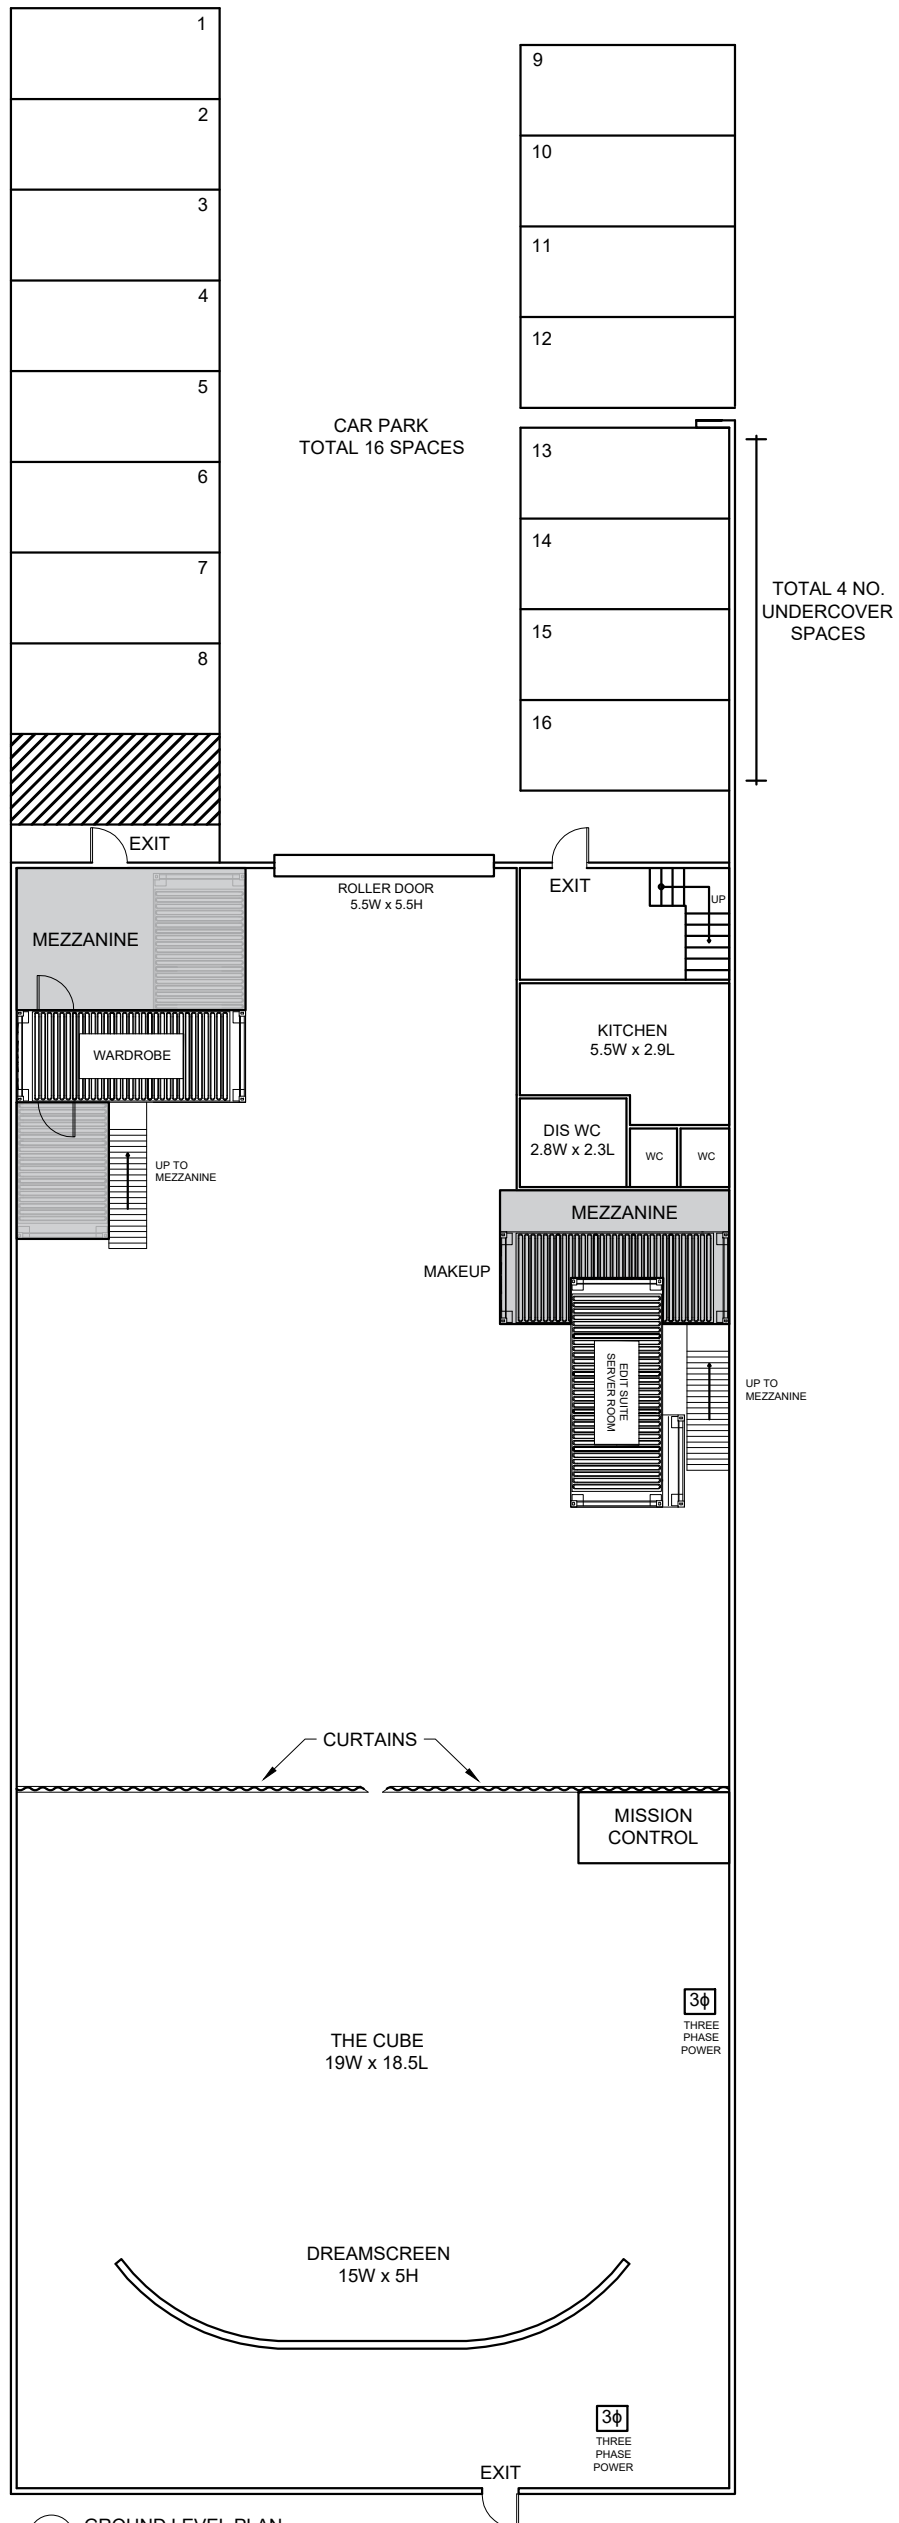 1
2
3
4
5
6
7
8
9
10
11
12
13
14
15
16
CAR PARK
TOTAL 16 SPACES
TOTAL 4 NO.
UNDERCOVER
SPACES
EXIT
ROLLER DOOR
5.5W x 5.5H
EXIT
UP
MEZZANINE
WARDROBE
UP TO
MEZZANINE
KITCHEN
5.5W x 2.9L
DIS WC
2.8W x 2.3L
WC
WC
MEZZANINE
MAKEUP
EDIT SUITE
SERVER ROOM
UP TO
MEZZANINE
CURTAINS
MISSION
CONTROL
3ϕ
THREE
PHASE
POWER
THE CUBE
19W x 18.5L
DREAMSCREEN
15W x 5H
3ϕ
THREE
PHASE
POWER
EXIT
GROUND LEVEL PLAN